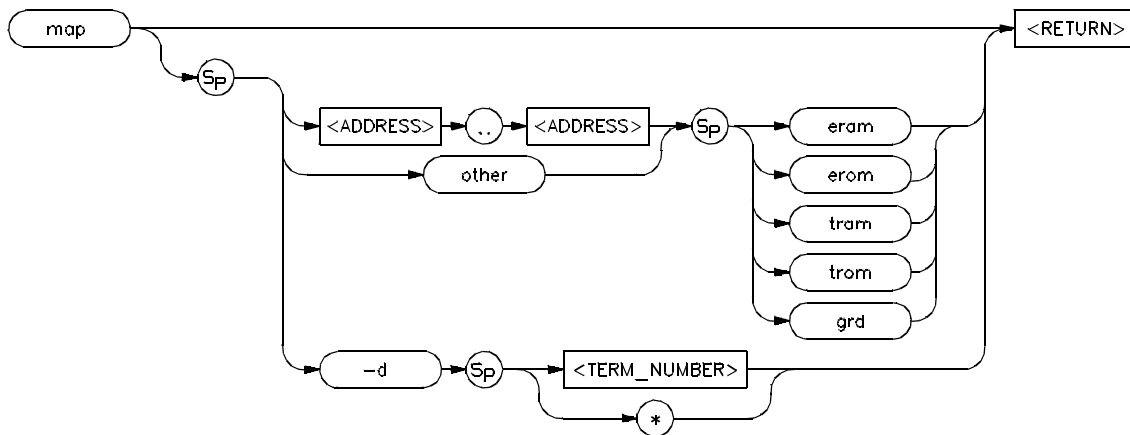 map
<RETURN>
Sp
<ADDRESS> .. <ADDRESS> Sp eram
other
erom
tram
trom
grd
-d Sp <TERM_NUMBER>
*